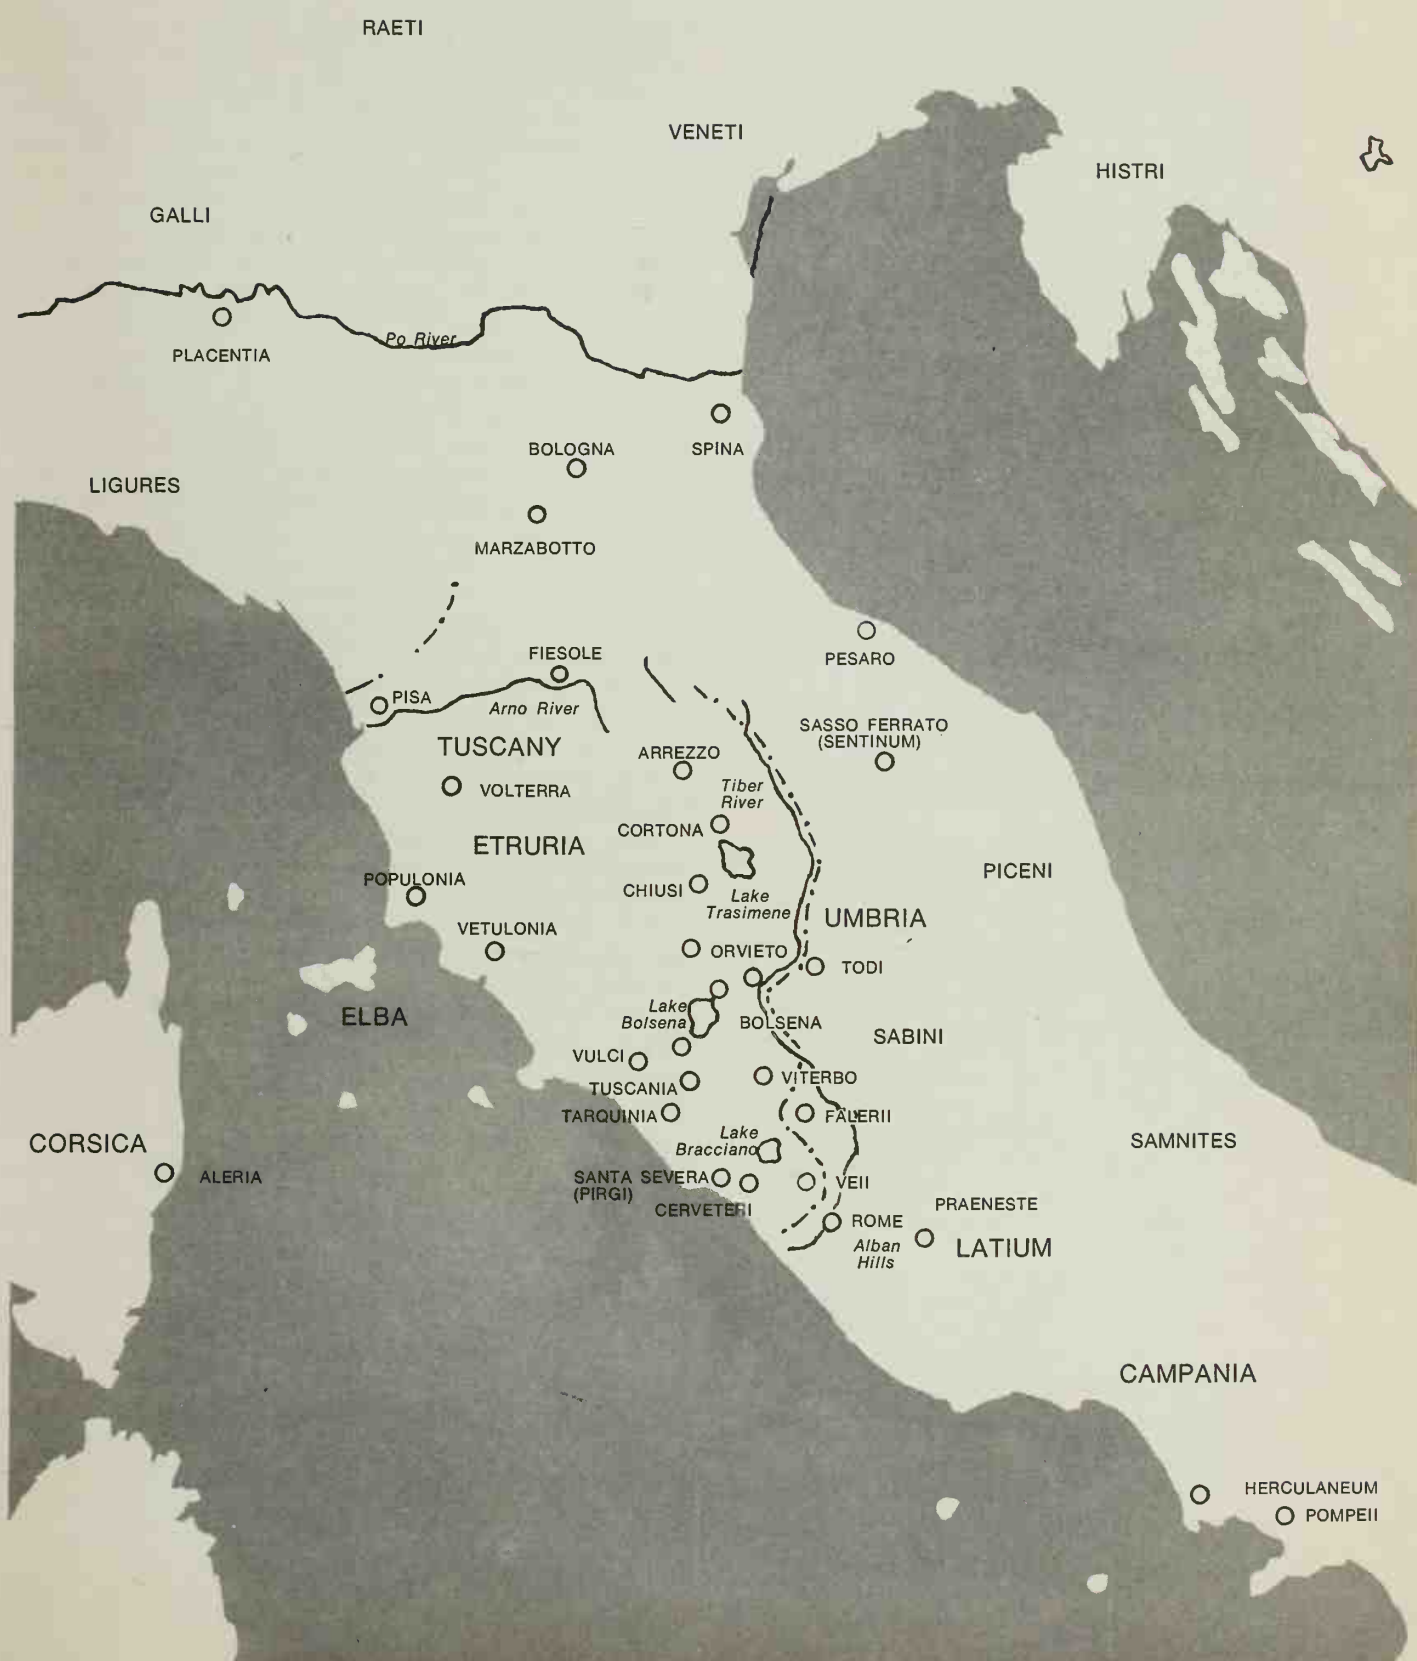 RAETI
VENETI
HISTRI
GALLI
Po River
PLACENTIA
BOLOGNA
SPINA
LIGURES
MARZABOTTO
FIESOLE
PESARO
PISA
Arno River
SASSO FERRATO
(SENTINUM)
TUSCANY
ARREZZO
VOLTERRA
Tiber
River
CORTONA
ETRURIA
PICENI
POPULONIA
CHIUSI
Lake
Trasimene
UMBRIA
VETULONIA
ORVIETO
TODI
ELBA
Lake
Bolsena
BOLSENA
SABINI
VULCI
TUSCANIA
VITERBO
TARQUINIA
FALERII
CORSICA
Lake
Bracciano
SAMNITES
ALERIA
SANTA SEVERA
(PIRGI)
VEII
CERVETERI
PRAENESTE
ROME
Alban
Hills
LATIUM
CAMPANIA
HERCULANEUM
POMPEII